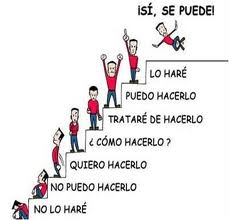 ¡SÍ, SE PUEDE!
LO HARÉ
PUEDO HACERLO
TRATARÉ DE HACERLO
¿ CÓMO HACERLO ?
QUIERO HACERLO
NO PUEDO HACERLO
NO LO HARÉ